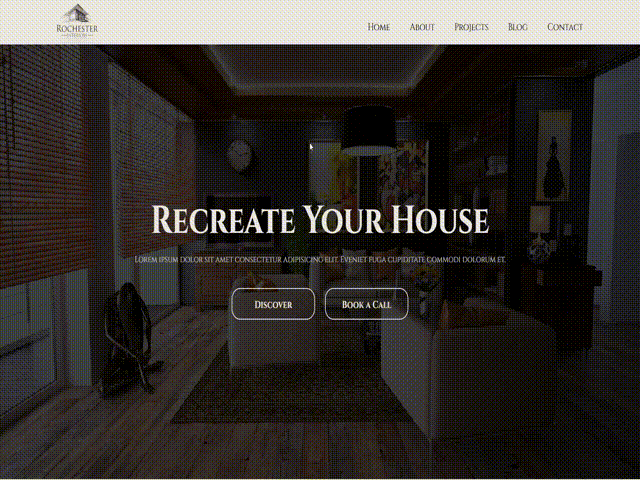 Rochester
Interiors
Home About Projects Blog Contact
Recreate Your House
Lorem ipsum dolor sit amet consectetur adipisicing elit. Eveniet fuga cupiditate commodi dolorum et.
Discover Book a Call